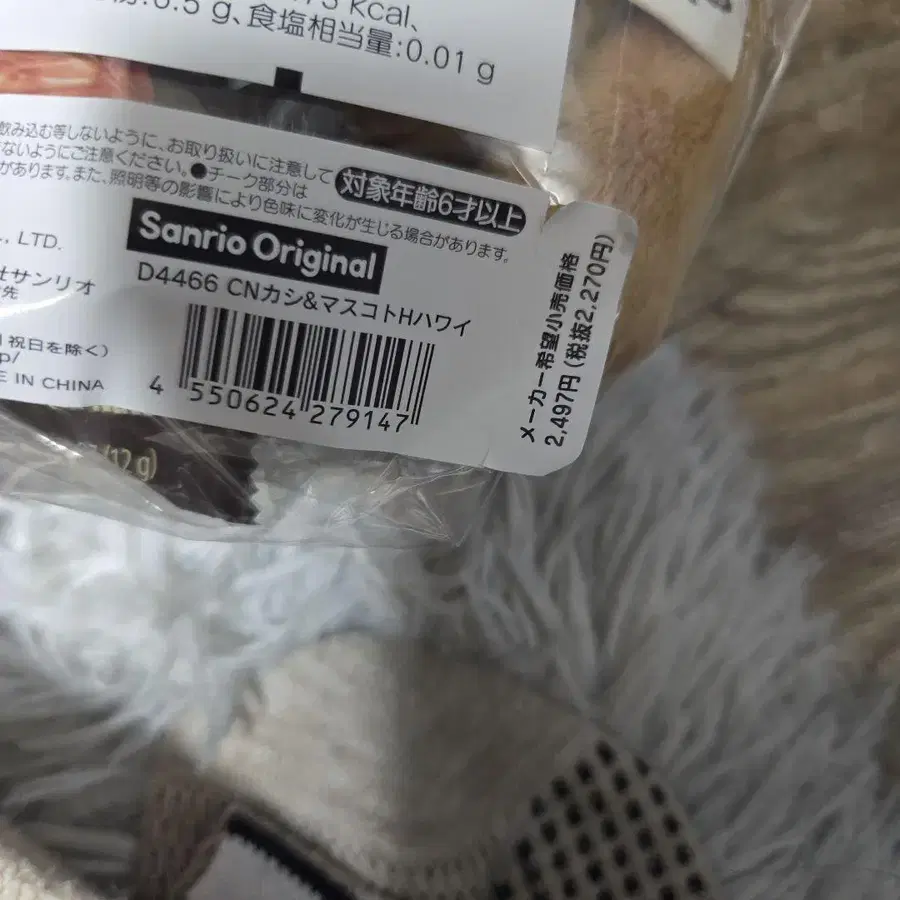 6.5 g、食塩相当量:0.01 g
kcal、
飲み込む等しないように、お取り扱いに注意して
ないようにご注意ください。●チーク部分は
があります。また、照明等の影響により色味に変化が生じる場合があります。
対象年齢6才以上
., LTD.
Sanrio Original
サンリオ
先
D4466 CNカシ&マスコトHハワイ
祝日を除く)
p/
E IN CHINA
4 550624 279147
メーカー希望小売価格
2,497円 (税抜2,270円)
(12 g)